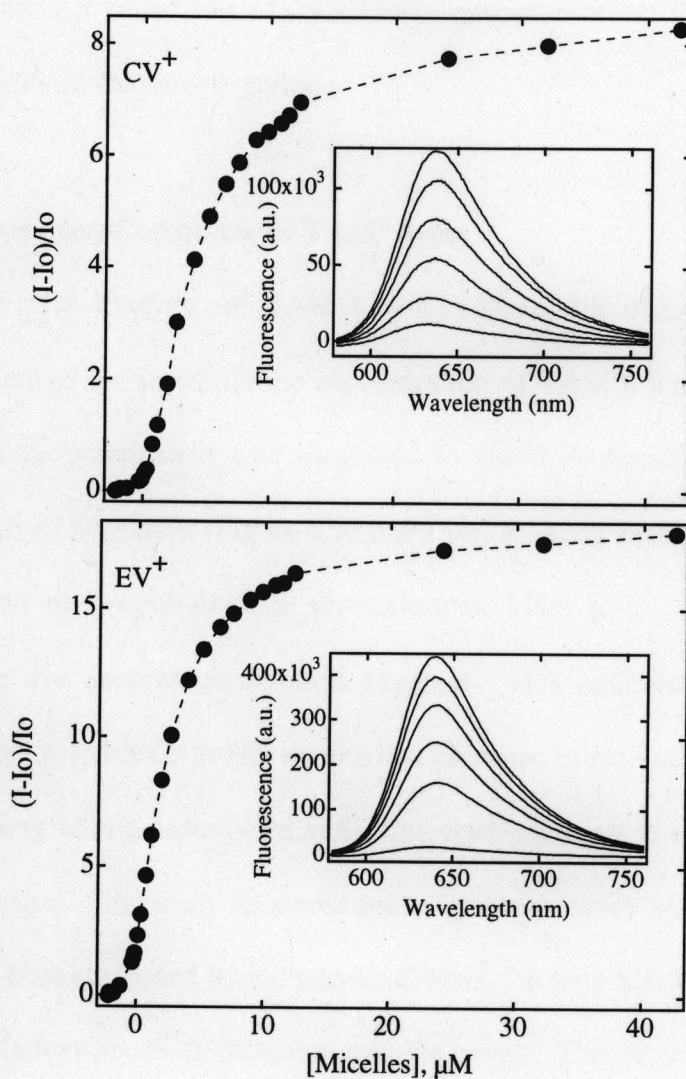 8
CV+
6
(I-Io)/Io
4
2
0
100x10³
50
0
Fluorescence (a.u.)
600 650 700 750
Wavelength (nm)
EV+
15
(I-Io)/Io
10
5
0
400x10³
300
200
100
0
Fluorescence (a.u.)
600 650 700 750
Wavelength (nm)
0 10 20 30 40
[Micelles], µM